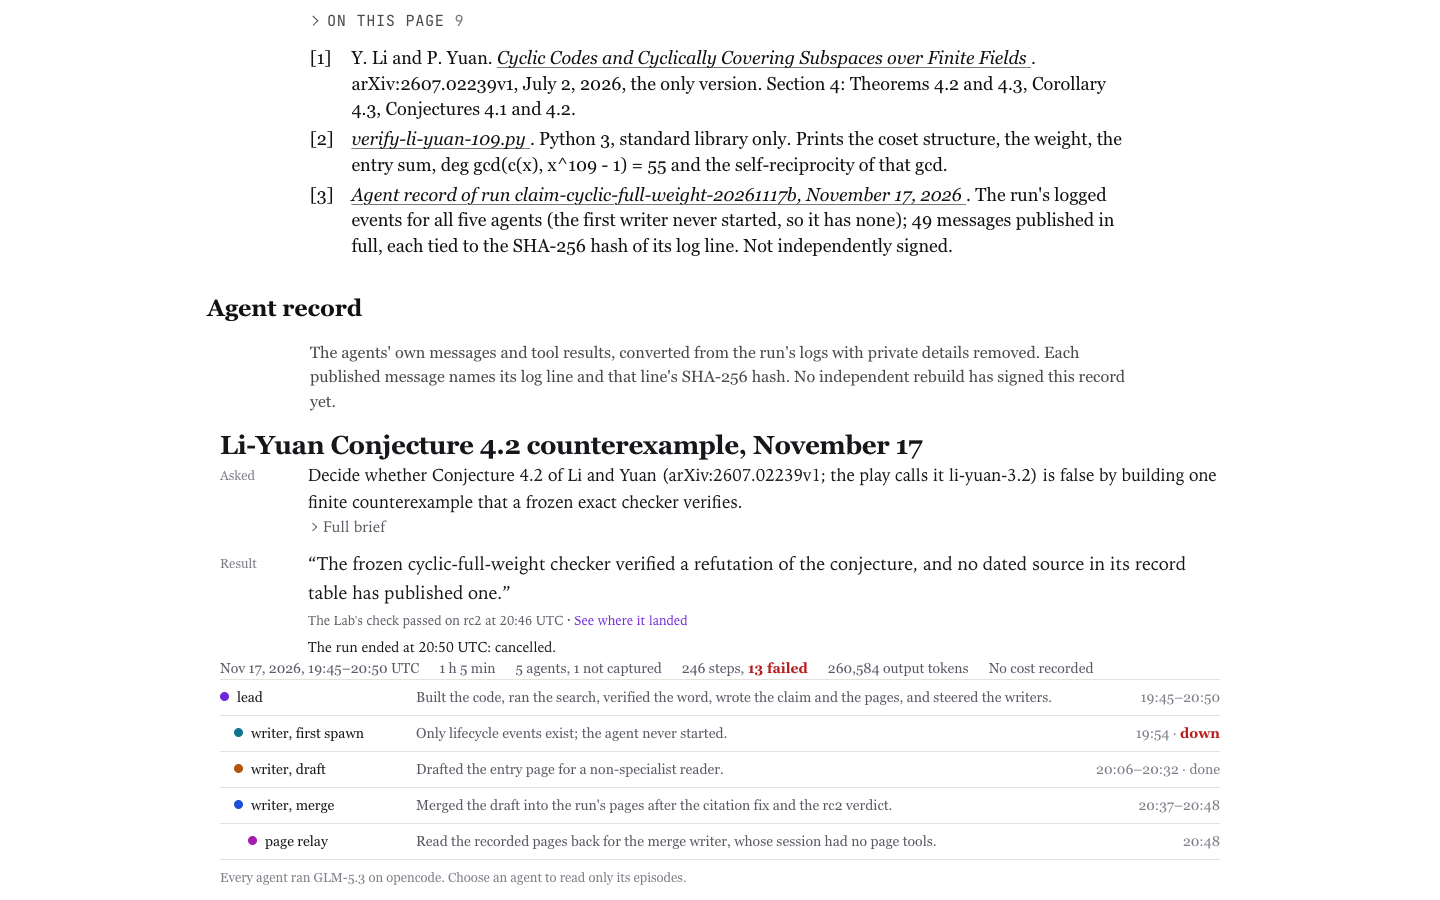 ON THIS PAGE 9
[1] Y. Li and P. Yuan. Cyclic Codes and Cyclically Covering Subspaces over Finite Fields .
arXiv:2607.02239v1, July 2, 2026, the only version. Section 4: Theorems 4.2 and 4.3, Corollary
4.3, Conjectures 4.1 and 4.2.
[2] verify-li-yuan-109.py . Python 3, standard library only. Prints the coset structure, the weight, the
entry sum, deg gcd(c(x), x^109 - 1) = 55 and the self-reciprocity of that gcd.
[3] Agent record of run claim-cyclic-full-weight-20261117b, November 17, 2026 . The run's logged
events for all five agents (the first writer never started, so it has none); 49 messages published in
full, each tied to the SHA-256 hash of its log line. Not independently signed.
Agent record
The agents' own messages and tool results, converted from the run's logs with private details removed. Each
published message names its log line and that line's SHA-256 hash. No independent rebuild has signed this record
yet.
Li-Yuan Conjecture 4.2 counterexample, November 17
Asked Decide whether Conjecture 4.2 of Li and Yuan (arXiv:2607.02239v1; the play calls it li-yuan-3.2) is false by building one
finite counterexample that a frozen exact checker verifies.
Full brief
Result “The frozen cyclic-full-weight checker verified a refutation of the conjecture, and no dated source in its record
table has published one.”
The Lab's check passed on rc2 at 20:46 UTC · See where it landed
The run ended at 20:50 UTC: cancelled.
Nov 17, 2026, 19:45–20:50 UTC 1 h 5 min 5 agents, 1 not captured 246 steps, 13 failed 260,584 output tokens No cost recorded
lead Built the code, ran the search, verified the word, wrote the claim and the pages, and steered the writers. 19:45–20:50
writer, first spawn Only lifecycle events exist; the agent never started. 19:54 · down
writer, draft Drafted the entry page for a non-specialist reader. 20:06–20:32 · done
writer, merge Merged the draft into the run's pages after the citation fix and the rc2 verdict. 20:37–20:48
page relay Read the recorded pages back for the merge writer, whose session had no page tools. 20:48
Every agent ran GLM-5.3 on opencode. Choose an agent to read only its episodes.